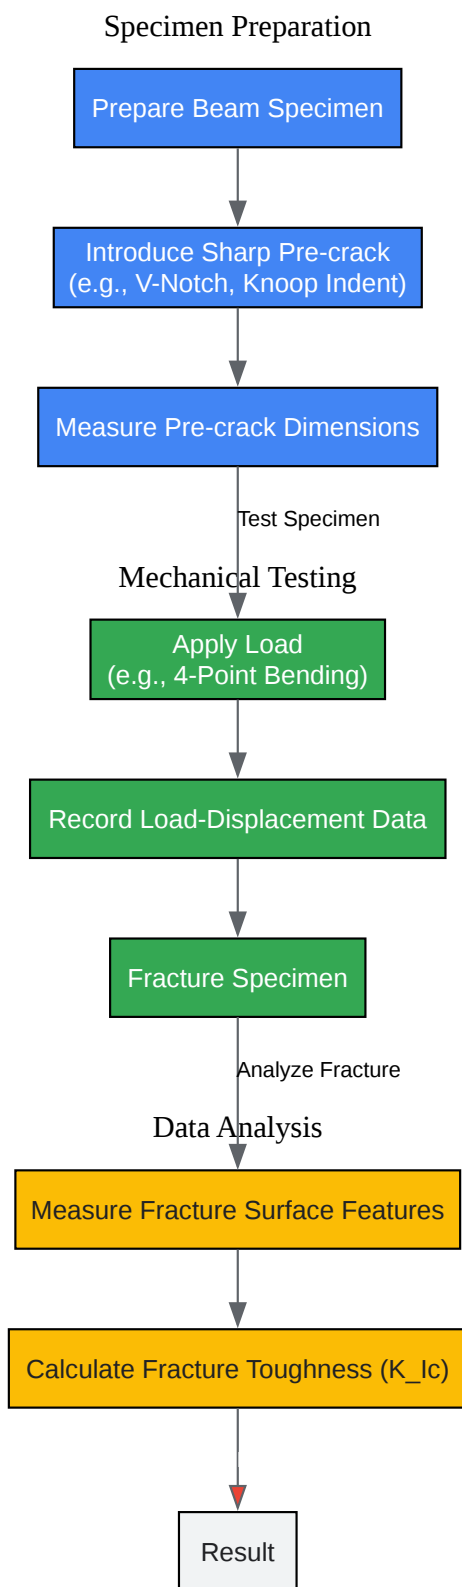 Specimen Preparation
Prepare Beam Specimen
Introduce Sharp Pre-crack
(e.g., V-Notch, Knoop Indent)
Measure Pre-crack Dimensions
Test Specimen
Mechanical Testing
Apply Load
(e.g., 4-Point Bending)
Record Load-Displacement Data
Fracture Specimen
Analyze Fracture
Data Analysis
Measure Fracture Surface Features
Calculate Fracture Toughness (K_Ic)
Result